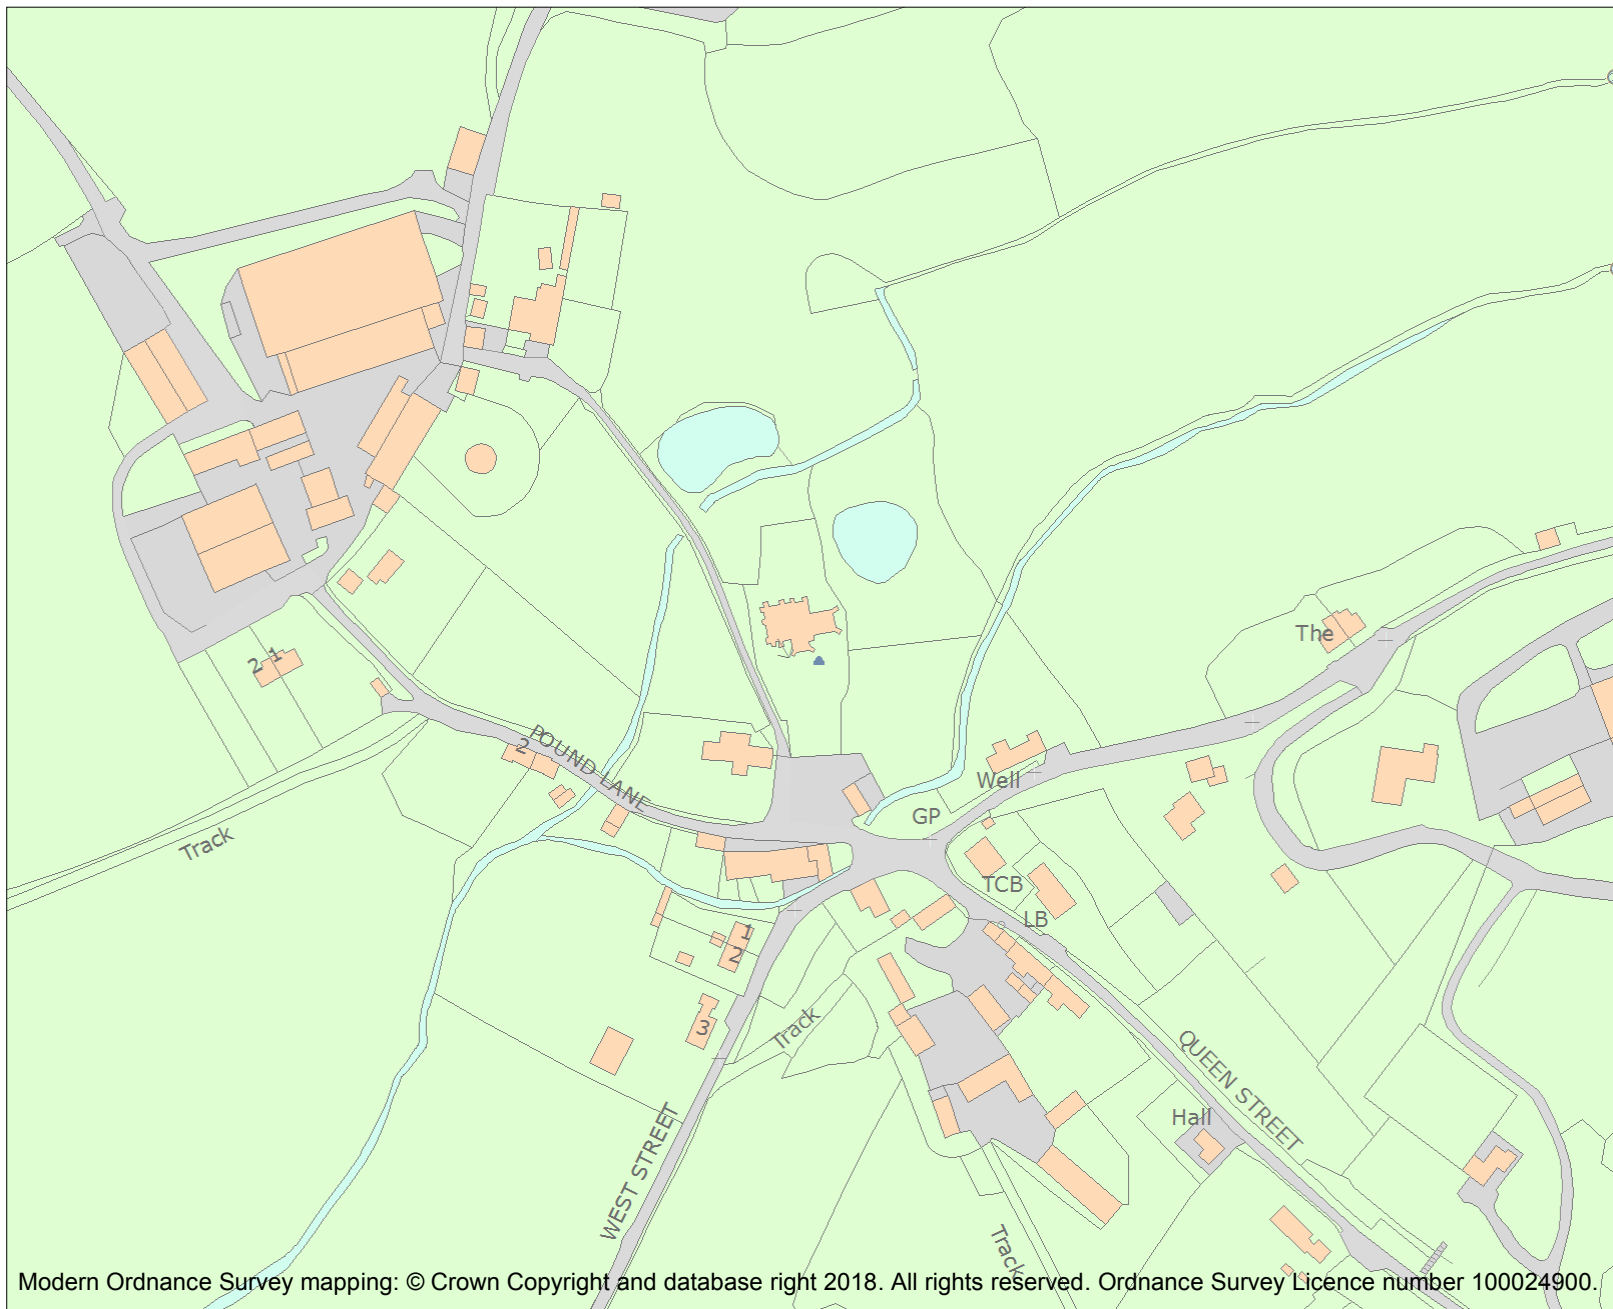 The
2 1
POUND LANE
2
Well
GP
Track
TCB
LB
1
2
3
Track
QUEEN STREET
Hall
WEST STREET
Track
Modern Ordnance Survey mapping: © Crown Copyright and database right 2018. All rights reserved. Ordnance Survey Licence number 100024900.